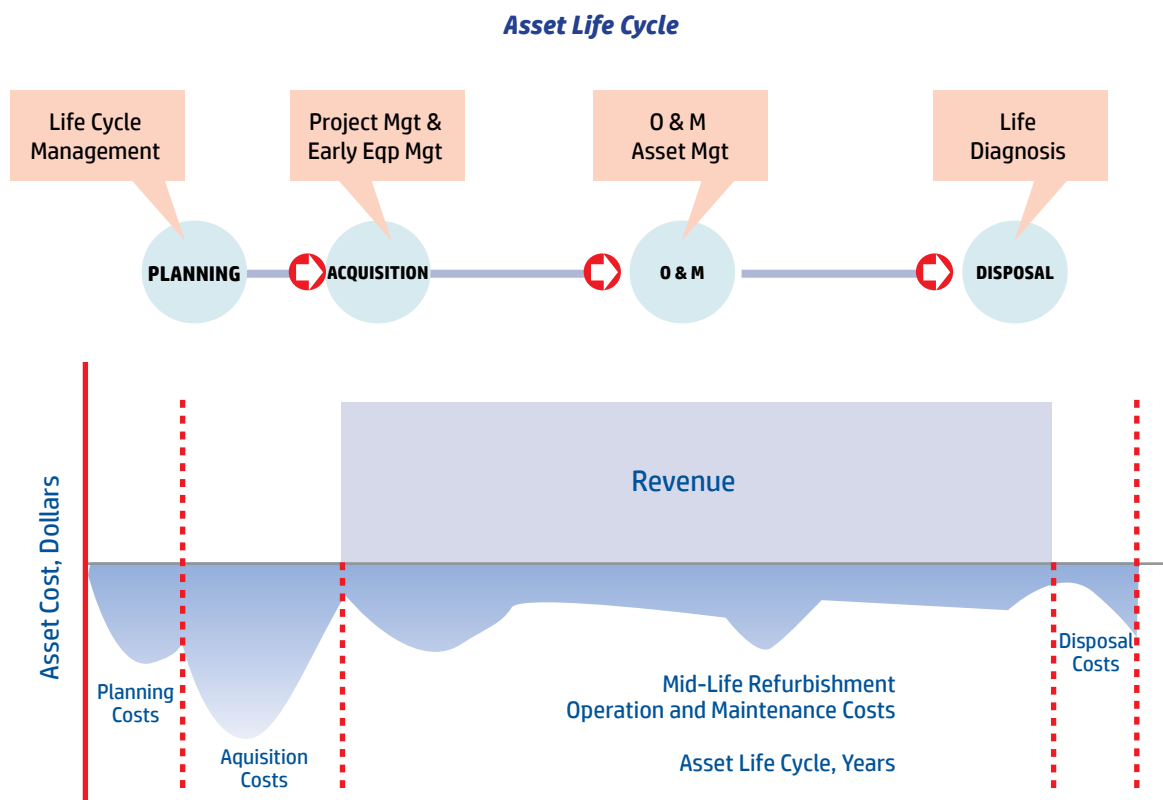 Asset Life Cycle
Life Cycle
Management
Project Mgt &
Early Eqp Mgt
O & M
Asset Mgt
Life
Diagnosis
PLANNING
ACQUISITION
O & M
DISPOSAL
Asset Cost, Dollars
Revenue
Planning
Costs
Aquisition
Costs
Mid-Life Refurbishment
Operation and Maintenance Costs
Disposal
Costs
Asset Life Cycle, Years